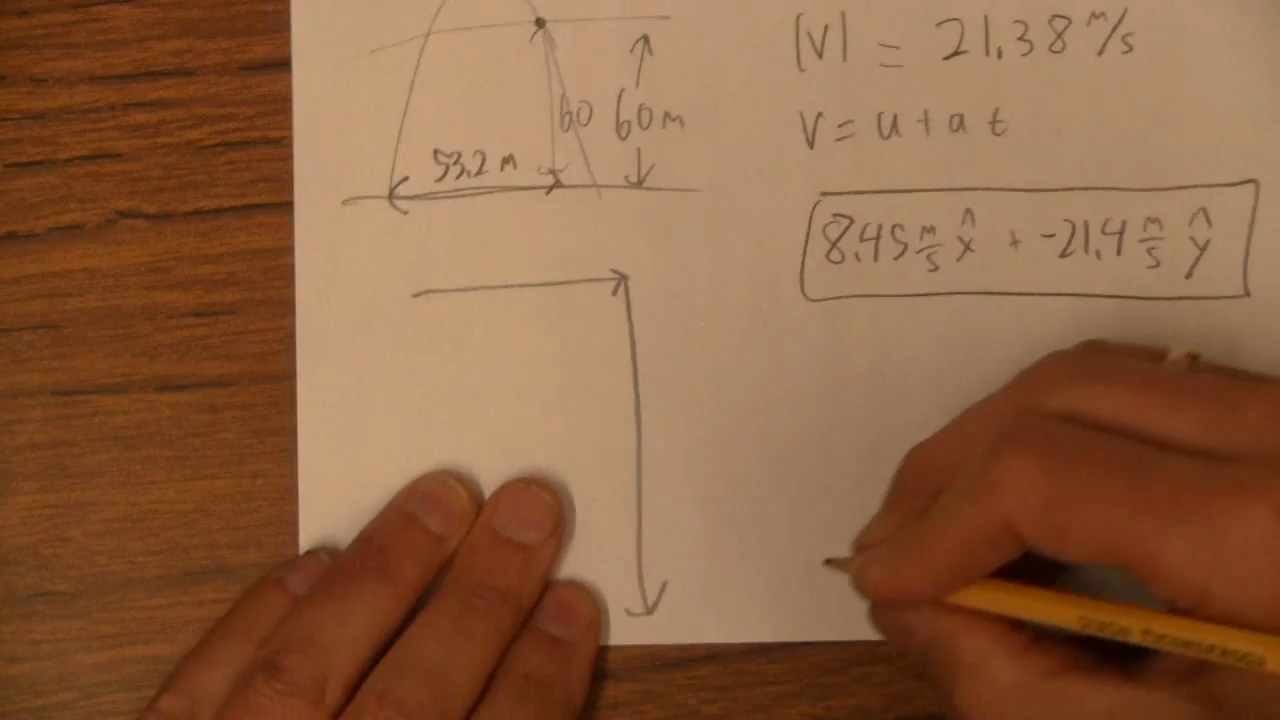 |V| = 21.38 m/s
60 60m
V = u + a t
53.2 m
8.45 m/s x̂ + -21.4 m/s ŷ